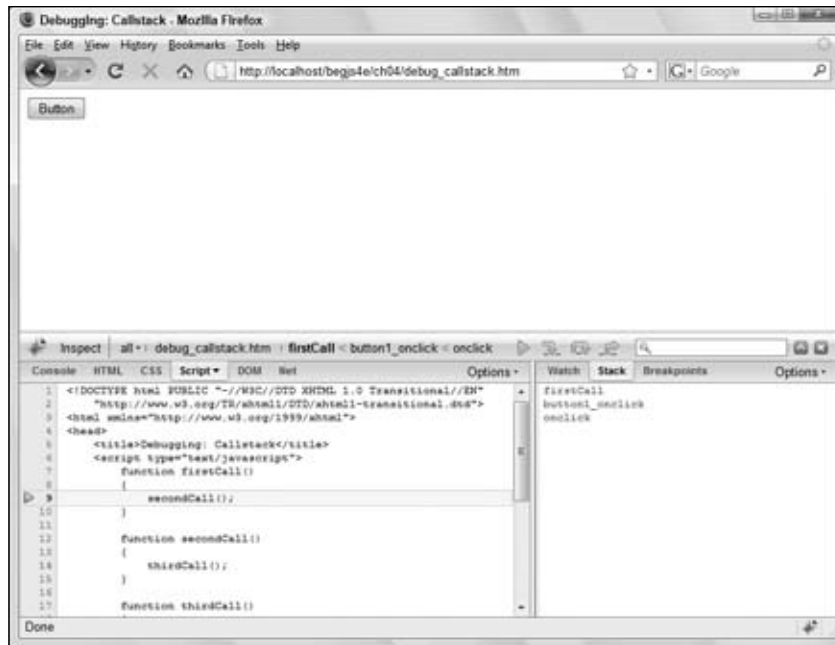 Debugging: Callstack - Mozilla Firefox
File Edit View History Bookmarks Tools Help
http://localhost/begjs4e/ch04/debug_callstack.htm
Google
Button
Inspect all debug_callstack.htm firstCall < button1_onclick < onclick
Console HTML CSS Script DOM Net Options
Watch Stack Breakpoints Options
1 <!DOCTYPE html PUBLIC "-//W3C//DTD XHTML 1.0 Transitional//EN"
2 "http://www.w3.org/TR/xhtml1/DTD/xhtml1-transitional.dtd">
3 <html xmlns="http://www.w3.org/1999/xhtml">
4 <head>
5 <title>Debugging: Callstack</title>
6 <script type="text/javascript">
7 function firstCall()
8 {
9 secondCall();
10 }
11
12 function secondCall()
13 {
14 thirdCall();
15 }
16
17 function thirdCall()
firstCall
button1_onclick
onclick
Done